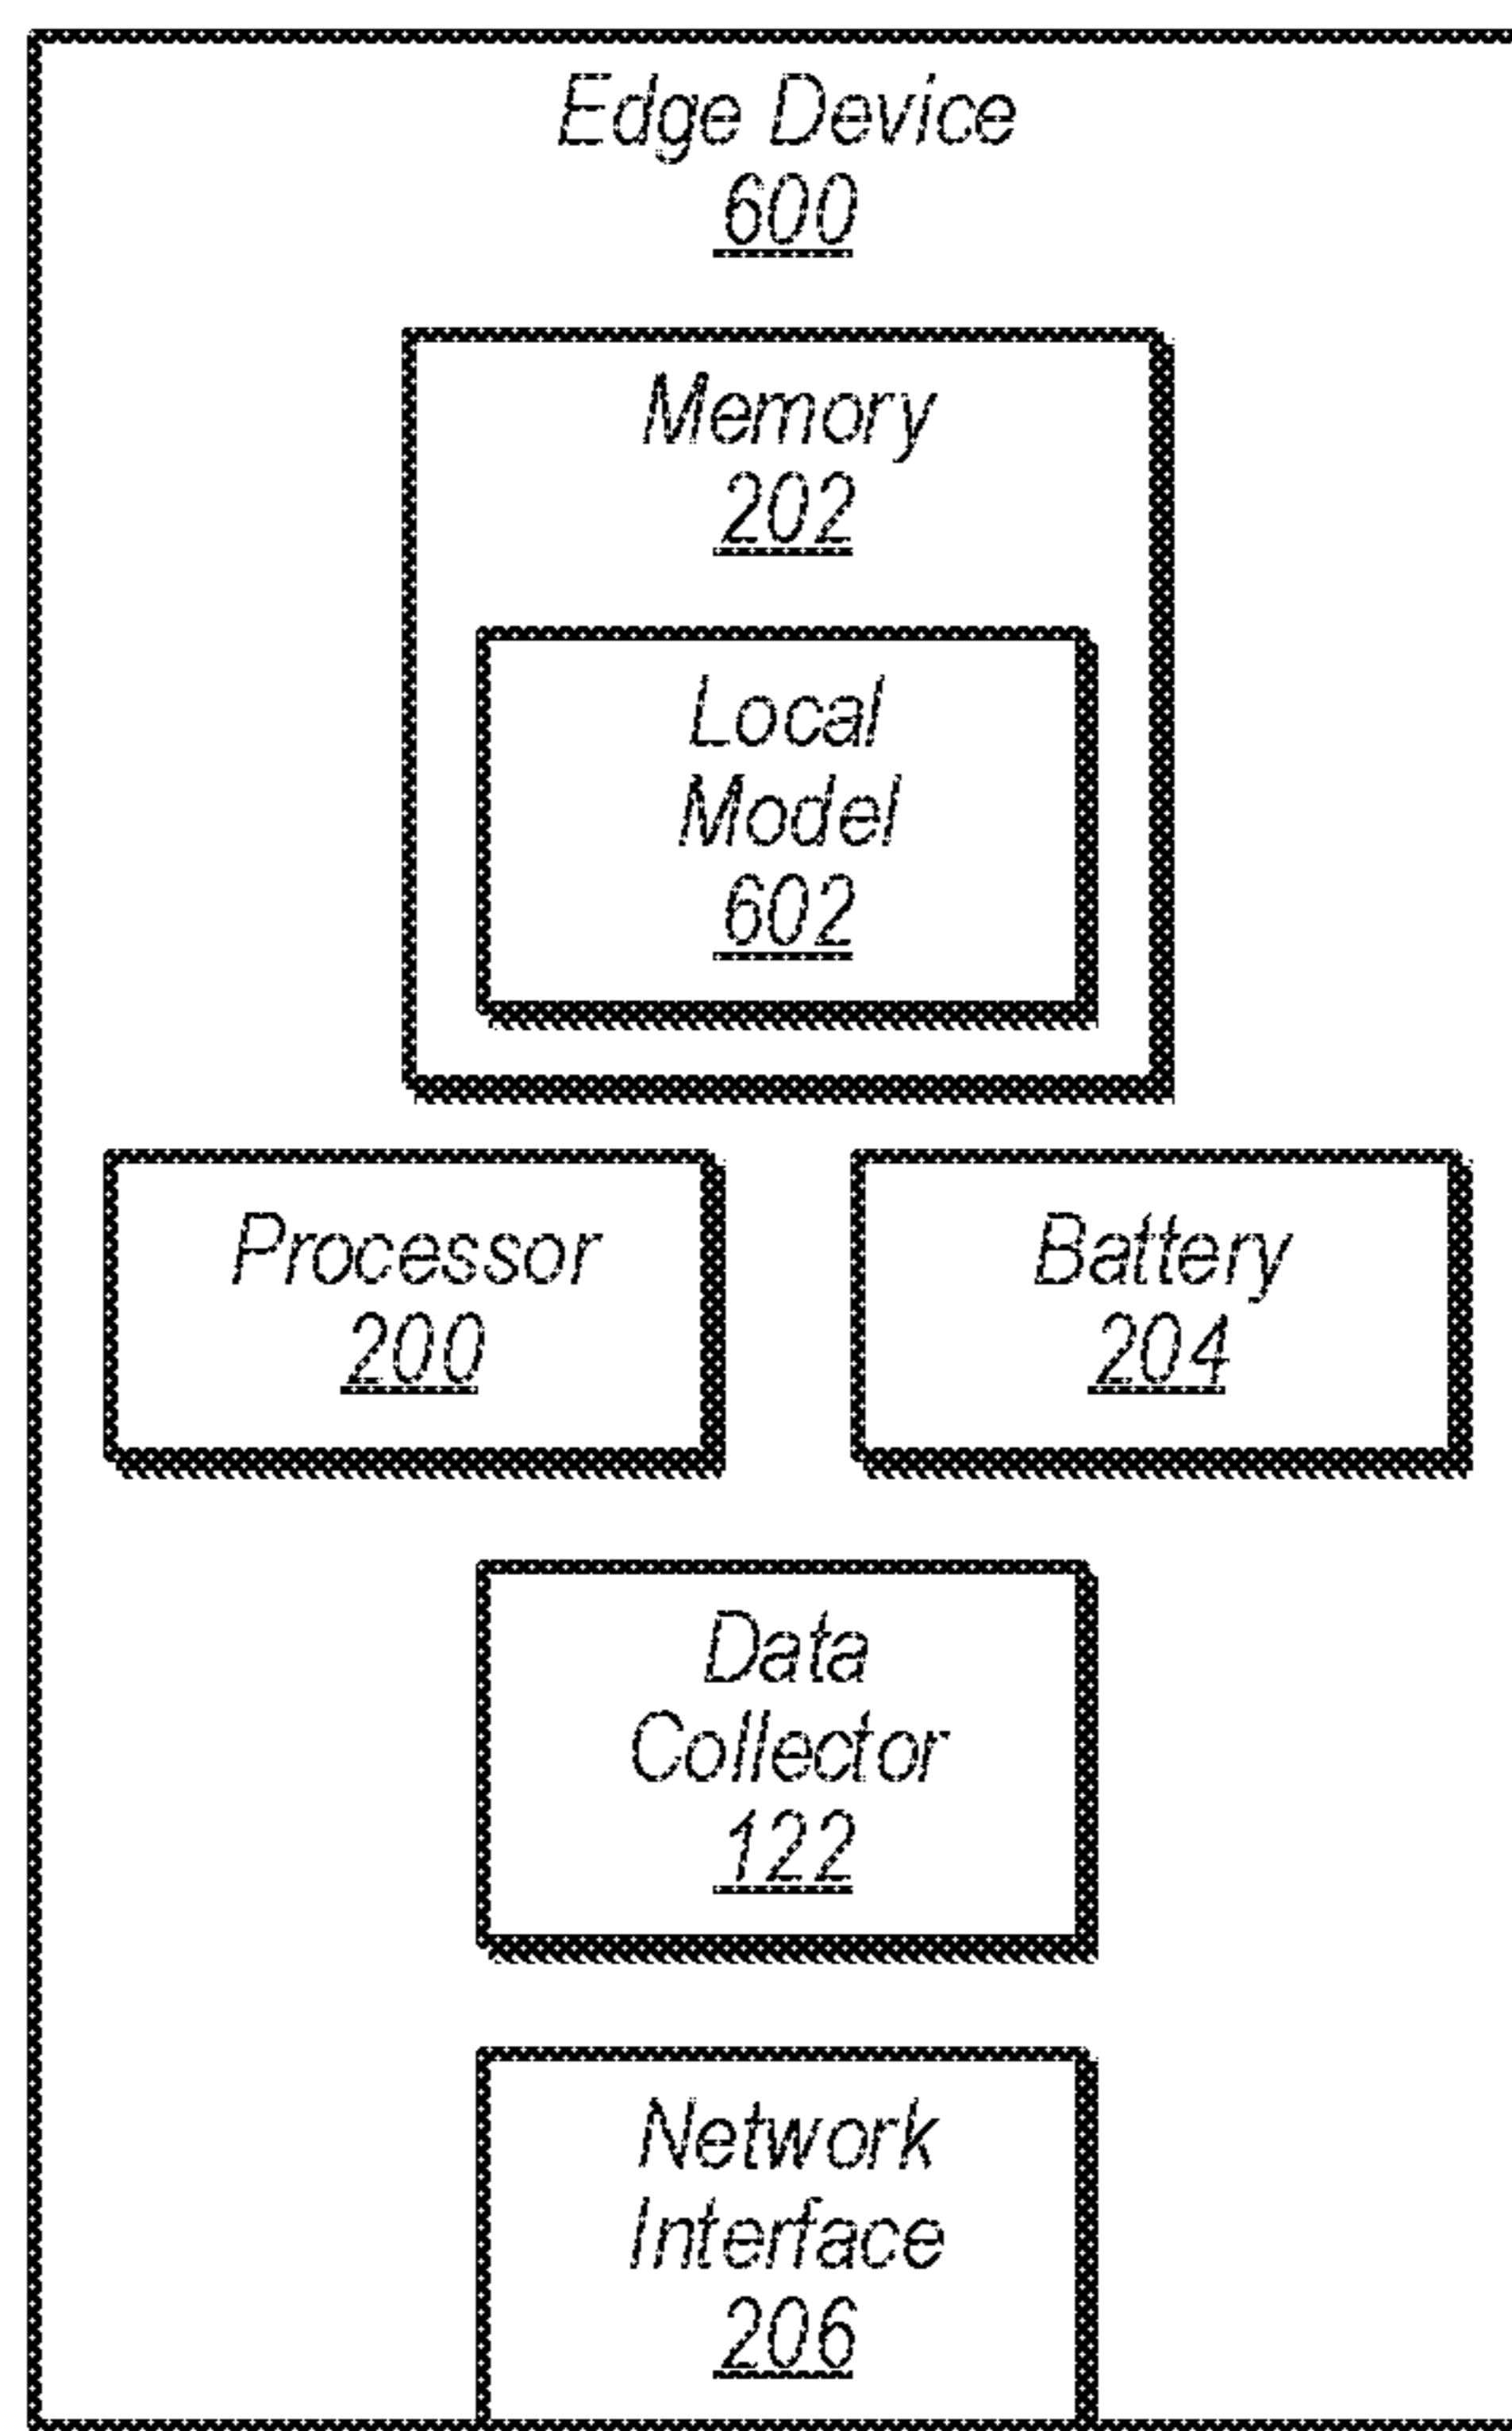 Edge Device
600
Memory
202
Local
Model
602
Processor
200
Battery
204
Data
Collector
122
Network
Interface
206